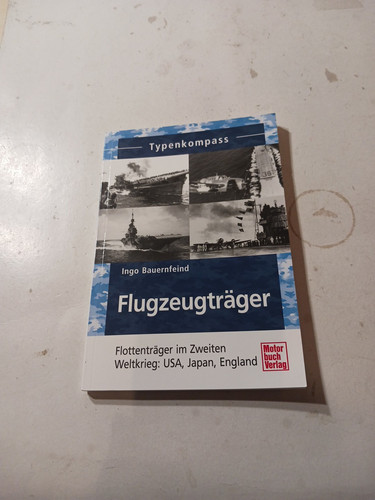 Typenkompass
Ingo Bauernfeind
Flugzeugträger
Flottenträger im Zweiten
Weltkrieg: USA, Japan, England
Motor
buch
Verlag